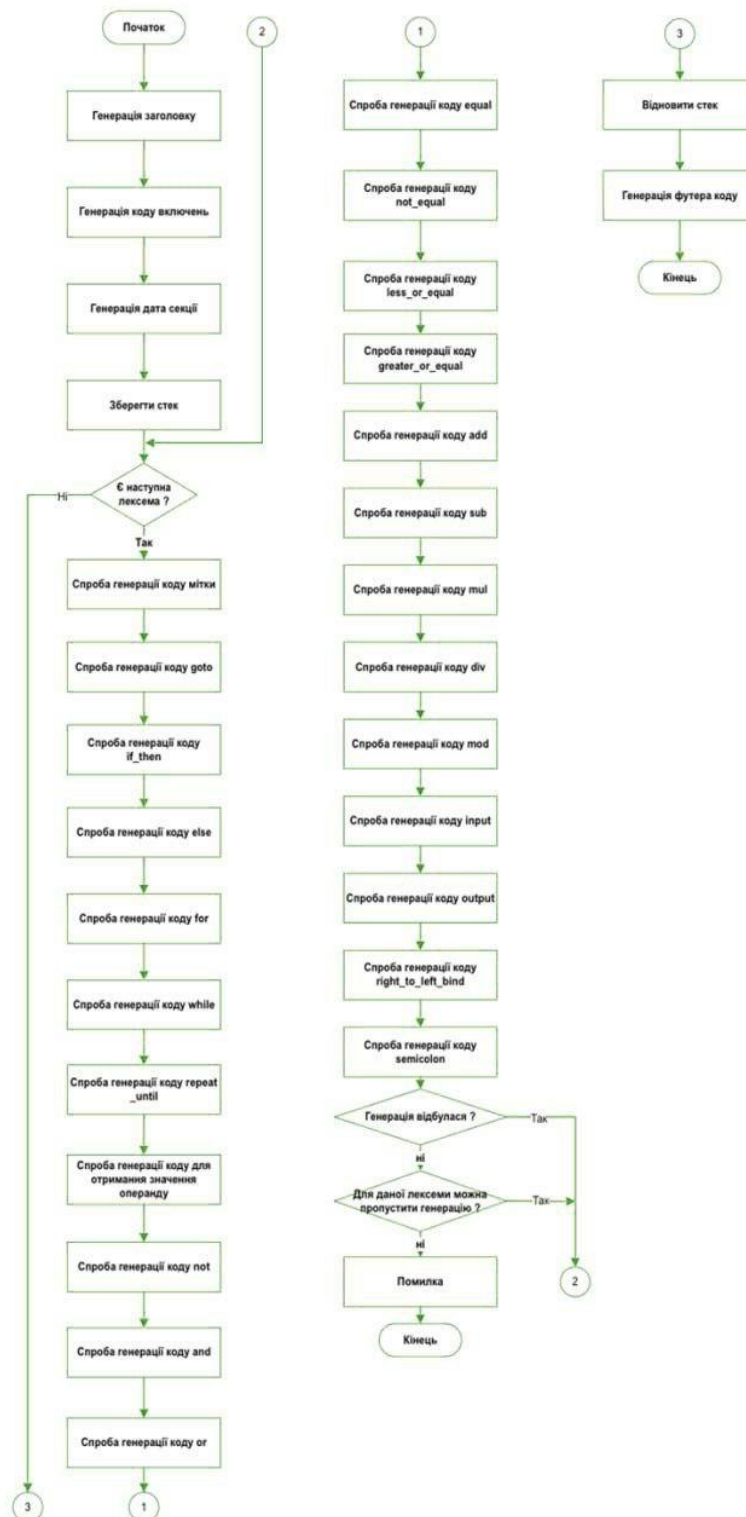 Початок
Генерація заголовку
Генерація коду включень
Генерація дата секції
Зберегти стек
2
Є наступна
лексема ?
Ні
Так
Спроба генерації коду мітки
Спроба генерації коду goto
Спроба генерації коду
if_then
Спроба генерації коду else
Спроба генерації коду for
Спроба генерації коду while
Спроба генерації коду repeat
_until
Спроба генерації коду для
отримання значення
операнду
Спроба генерації коду not
Спроба генерації коду and
Спроба генерації коду or
3
1
1
Спроба генерації коду equal
Спроба генерації коду
not_equal
Спроба генерації коду
less_or_equal
Спроба генерації коду
greater_or_equal
Спроба генерації коду add
Спроба генерації коду sub
Спроба генерації коду mul
Спроба генерації коду div
Спроба генерації коду mod
Спроба генерації коду input
Спроба генерації коду output
Спроба генерації коду
right_to_left_bind
Спроба генерації коду
semicolon
Генерація відбулася ?
Так
ні
Для даної лексеми можна
пропустити генерацію ?
Так
ні
2
Помилка
Кінець
3
Відновити стек
Генерація футера коду
Кінець